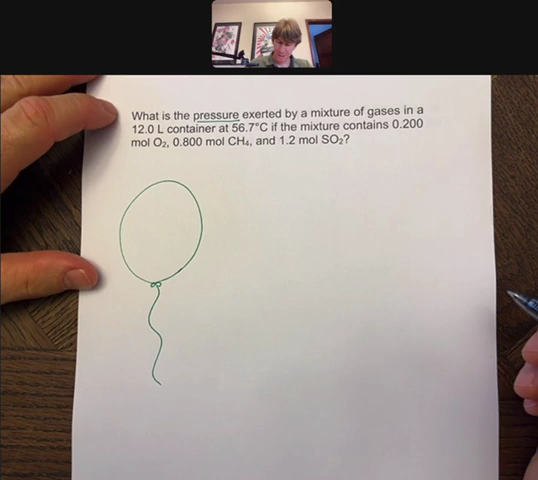 What is the pressure exerted by a mixture of gases in a
12.0 L container at 56.7°C if the mixture contains 0.200
mol O₂, 0.800 mol CH₄, and 1.2 mol SO₂?